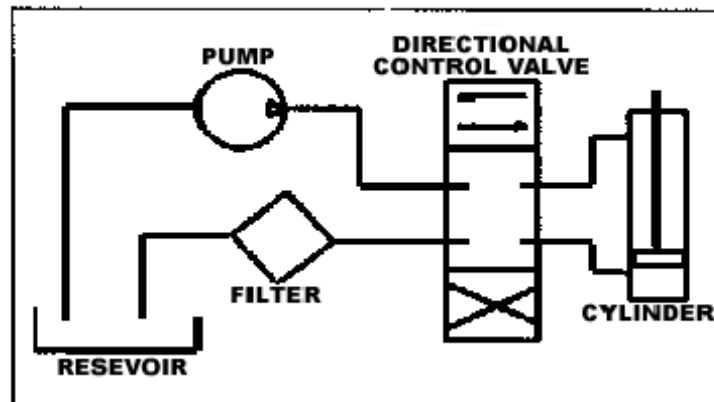 DIRECTIONAL
CONTROL VALVE
PUMP
FILTER
CYLINDER
RESEVOIR